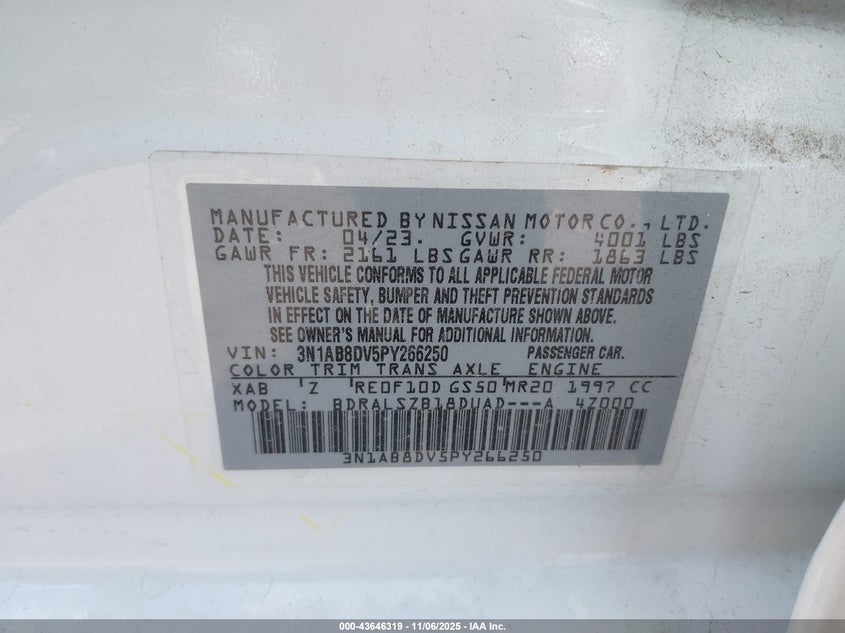 MANUFACTURED BY NISSAN MOTOR CO., LTD.
DATE: 04/23. GVWR: 4001 LBS
GAWR FR: 2161 LBS GAWR RR: 1863 LBS
THIS VEHICLE CONFORMS TO ALL APPLICABLE FEDERAL MOTOR
VEHICLE SAFETY, BUMPER AND THEFT PREVENTION STANDARDS
IN EFFECT ON THE DATE OF MANUFACTURE SHOWN ABOVE.
SEE OWNER'S MANUAL FOR ADDITIONAL INFORMATION.
VIN: 3N1AB8DV5PY266250 PASSENGER CAR.
COLOR TRIM TRANS AXLE ENGINE
XAB 'Z 'RE0F10D GS50'MR20 1997 CC
MODEL: BDRALSZB18DUAD---A 4Z000
3N1AB8DV5PY266250
000-43646319 - 11/06/2025 - IAA Inc.